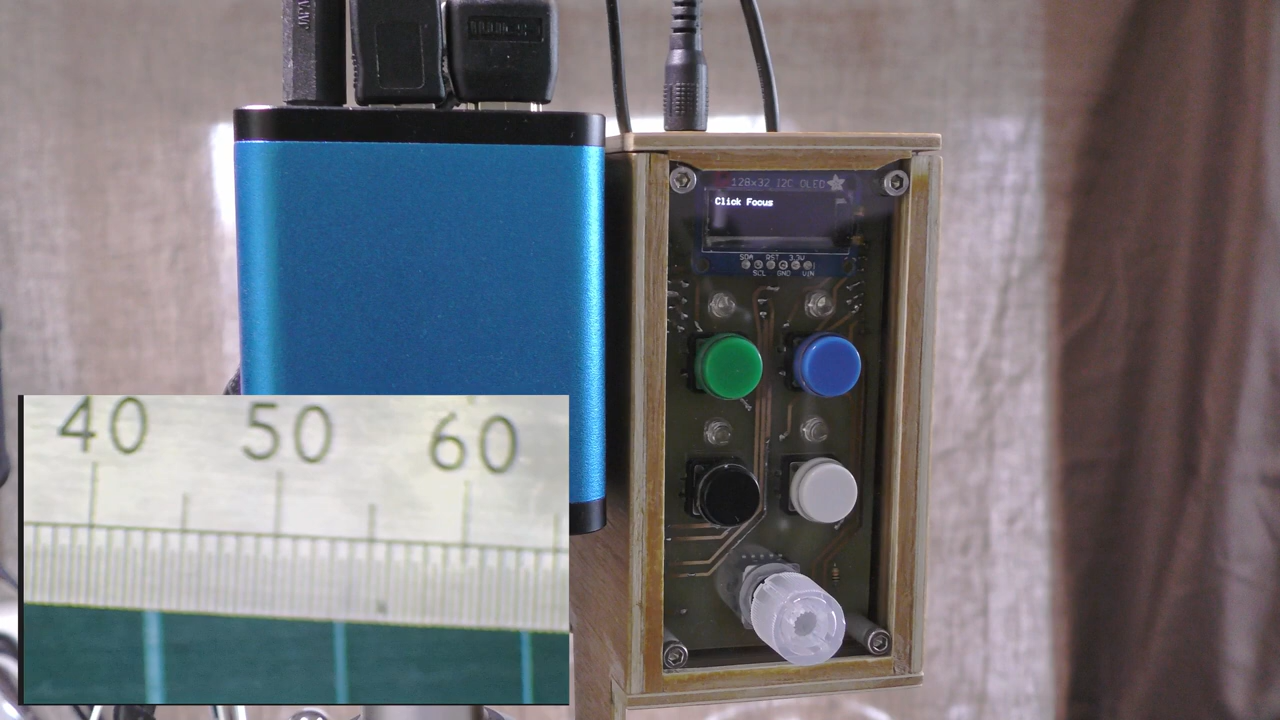 128x32 I2C OLED
Click Focus
SDA RST 3.3V
SCL GND VIN
40 50 60